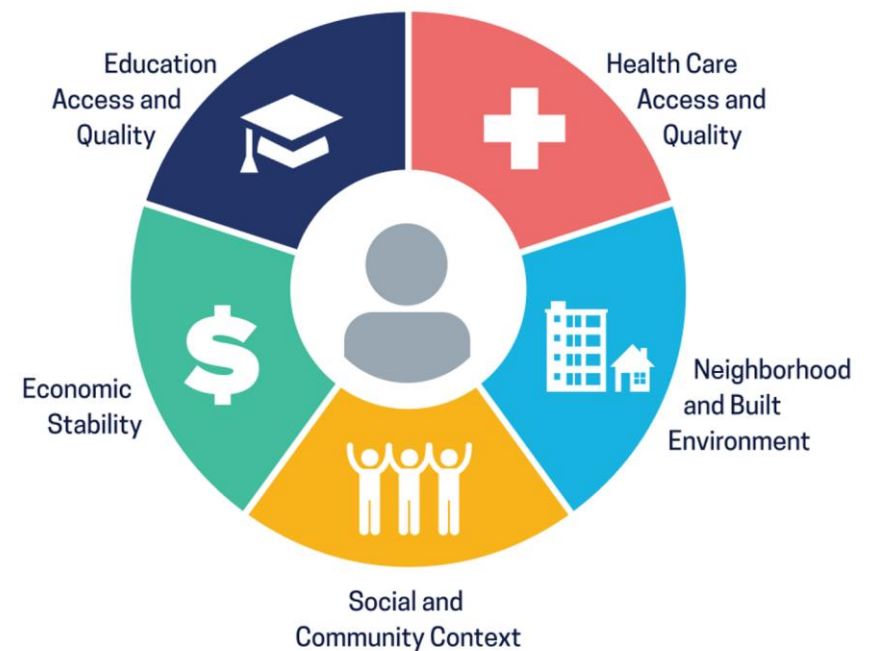 Education
Access and
Quality
Health Care
Access and
Quality
Economic
Stability
Neighborhood
and Built
Environment
Social and
Community Context